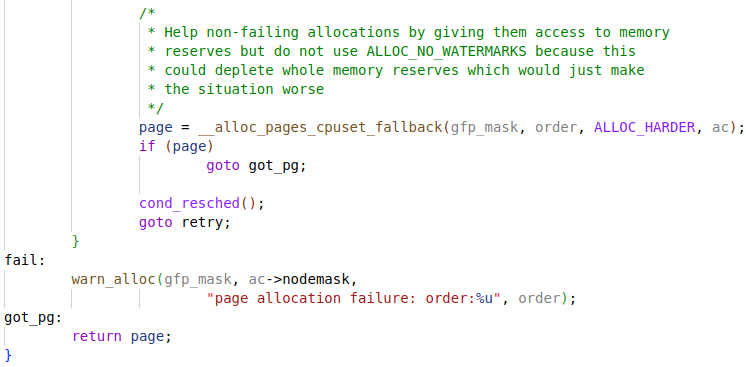 /*
* Help non-failing allocations by giving them access to memory
* reserves but do not use ALLOC_NO_WATERMARKS because this
* could deplete whole memory reserves which would just make
* the situation worse
*/
page = __alloc_pages_cpuset_fallback(gfp_mask, order, ALLOC_HARDER, ac);
if (page)
goto got_pg;
cond_resched();
goto retry;
}
fail:
warn_alloc(gfp_mask, ac->nodemask,
"page allocation failure: order:%u", order);
got_pg:
return page;
}